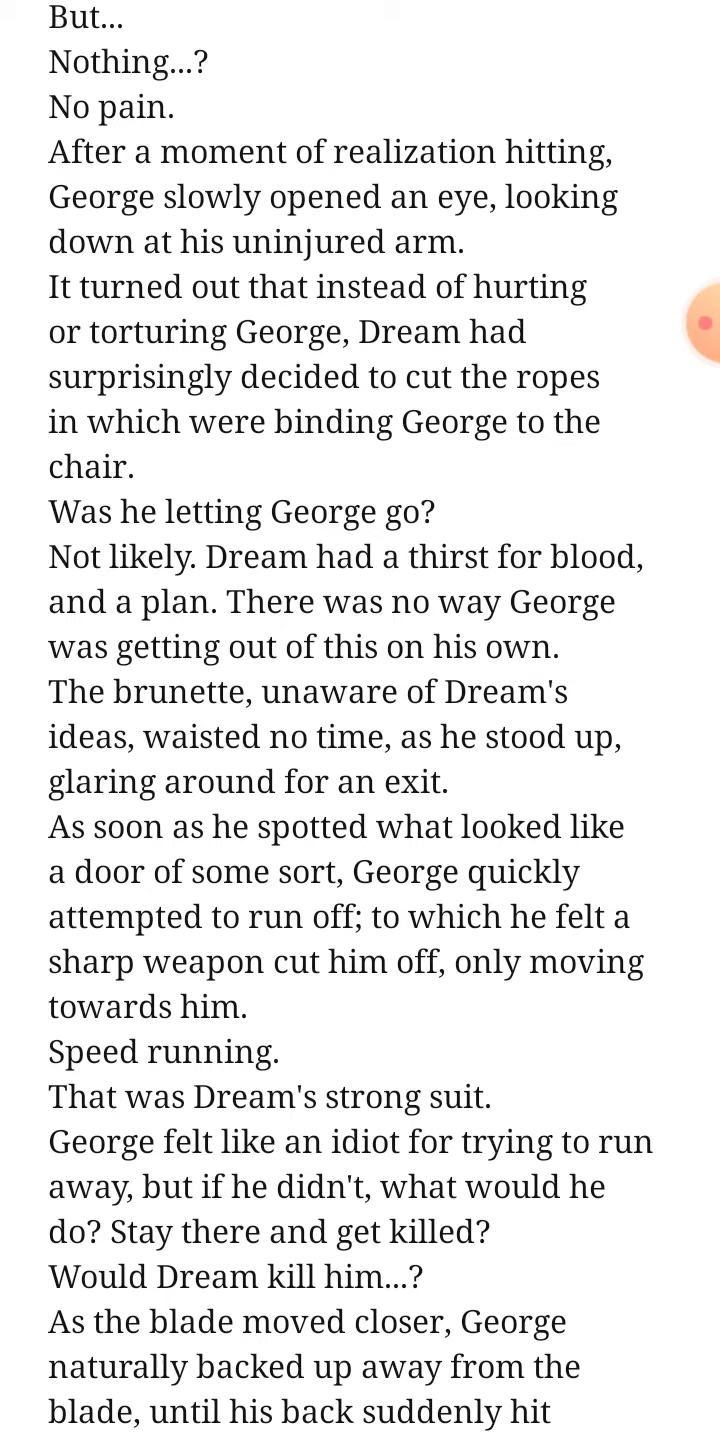 But...
Nothing...?
No pain.
After a moment of realization hitting,
George slowly opened an eye, looking
down at his uninjured arm.
It turned out that instead of hurting
or torturing George, Dream had
surprisingly decided to cut the ropes
in which were binding George to the
chair.
Was he letting George go?
Not likely. Dream had a thirst for blood,
and a plan. There was no way George
was getting out of this on his own.
The brunette, unaware of Dream's
ideas, waisted no time, as he stood up,
glaring around for an exit.
As soon as he spotted what looked like
a door of some sort, George quickly
attempted to run off; to which he felt a
sharp weapon cut him off, only moving
towards him.
Speed running.
That was Dream's strong suit.
George felt like an idiot for trying to run
away, but if he didn't, what would he
do? Stay there and get killed?
Would Dream kill him...?
As the blade moved closer, George
naturally backed up away from the
blade, until his back suddenly hit